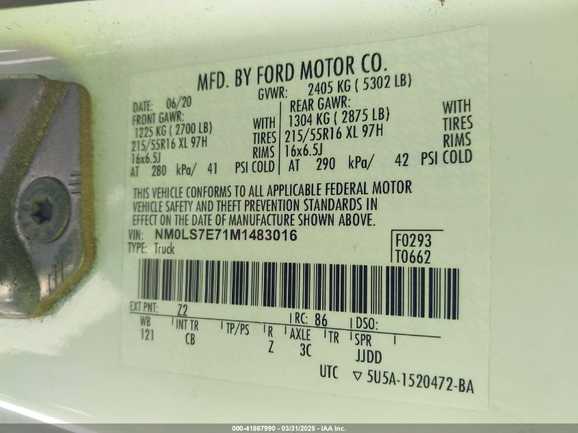 MFD. BY FORD MOTOR CO.
DATE: 06/20 GVWR: 2405 KG ( 5302 LB)
FRONT GAWR: WITH REAR GAWR: WITH
1225 KG ( 2700 LB) TIRES 1304 KG ( 2875 LB) TIRES
215/55R16 XL 97H RIMS 215/55R16 XL 97H RIMS
16x6.5J 16x6.5J
AT 280 kPa/ 41 PSI COLD AT 290 kPa/ 42 PSI COLD
THIS VEHICLE CONFORMS TO ALL APPLICABLE FEDERAL MOTOR
VEHICLE SAFETY AND THEFT PREVENTION STANDARDS IN
EFFECT ON THE DATE OF MANUFACTURE SHOWN ABOVE.
VIN: NM0LS7E71M1483016 F0293
TYPE: Truck T0662
EXT PNT: Z2 RC: 86 DSO:
WB INT TR TP/PS R AXLE TR SPR
121 CB Z 3C JJDD
UTC ▽ 5U5A-1520472-BA
000-41867990 - 03/31/2025 - IAA Inc.